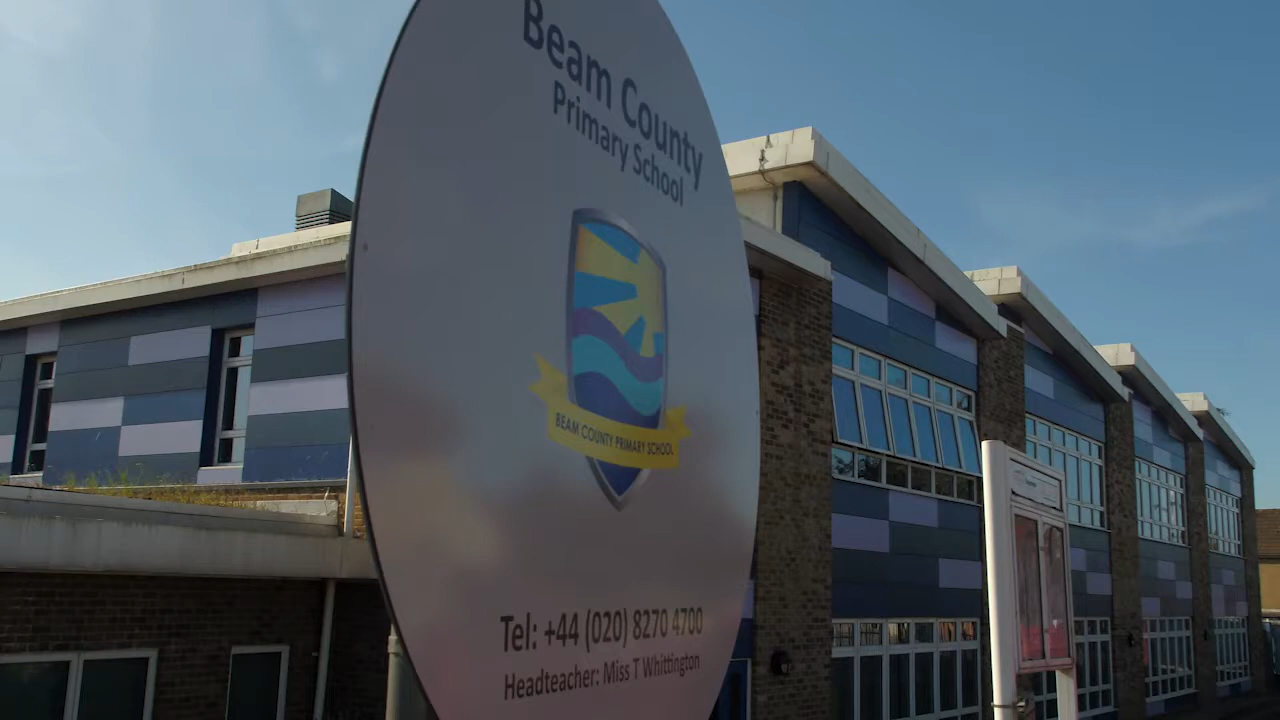 Beam County
Primary School
BEAM COUNTY PRIMARY SCHOOL
Tel: +44 (020) 8270 4700
Headteacher: Miss T Whittington